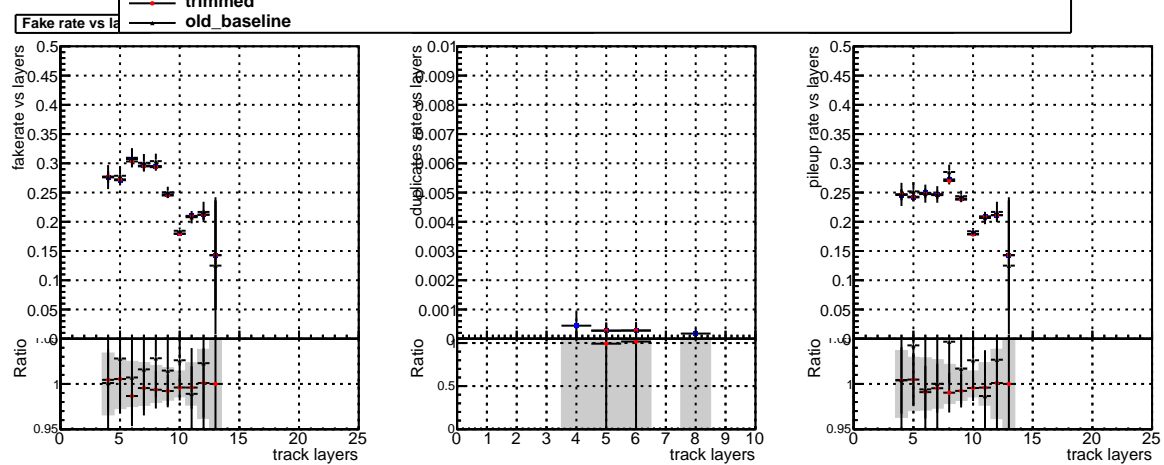 trimmed
old_baseline
Fake rate vs la
fakerate vs layers
0.5
0.45
0.4
0.35
0.3
0.25
0.2
0.15
0.1
0.05
0
Ratio
1
0.95
0 5 10 15 20 25
track layers
duplicates rate vs layers
0.01
0.009
0.008
0.007
0.006
0.005
0.004
0.003
0.002
0.001
0
Ratio
0.5
0 1 2 3 4 5 6 7 8 9 10
track layers
pileup rate vs layers
0.5
0.45
0.4
0.35
0.3
0.25
0.2
0.15
0.1
0.05
0
Ratio
1
0.95
0 5 10 15 20 25
track layers